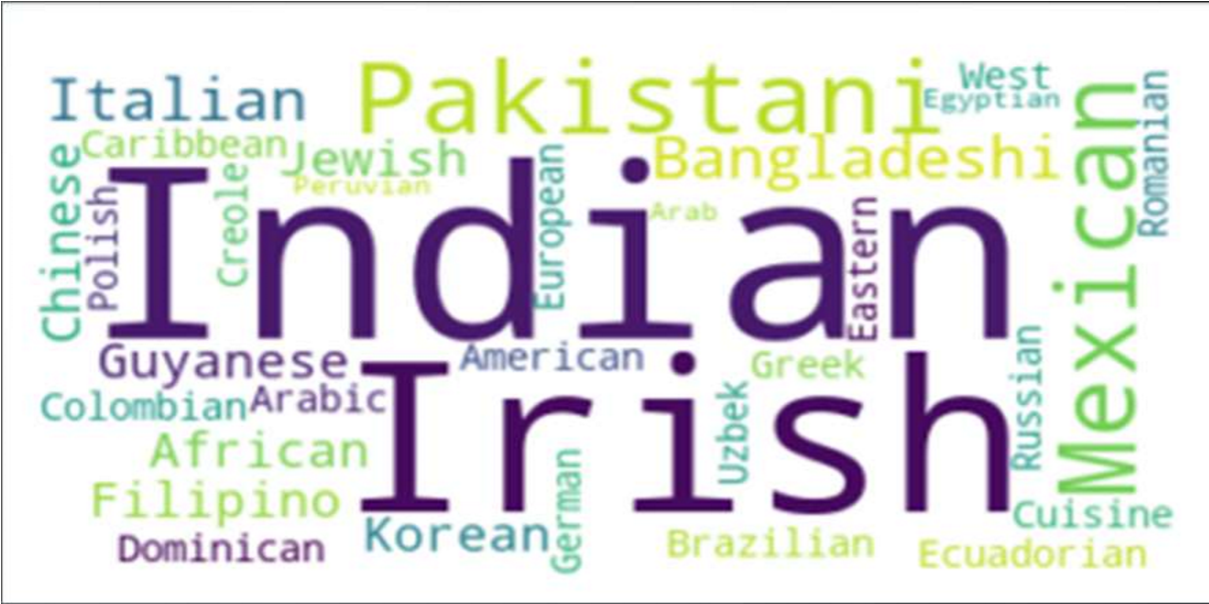 Italian
Pakistani
West
Egyptian
Caribbean
Jewish
Bangladeshi
Peruvian
Chinese
Polish
Creole
European
Arab
Eastern
Mexican
Romanian
Indian
Guyanese
American
Greek
Russian
Colombian
Arabic
Irish
Uzbek
African
Filipino
German
Cuisine
Dominican
Korean
Brazilian
Ecuadorian